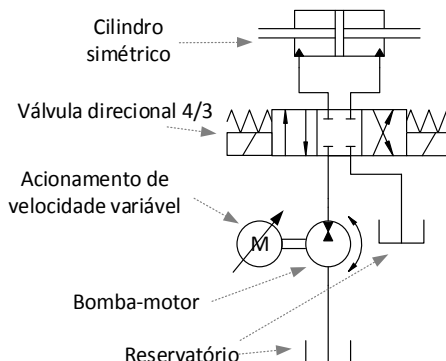 Cilindro
simétrico
Válvula direcional 4/3
Acionamento de
velocidade variável
M
Bomba-motor
Reservatório